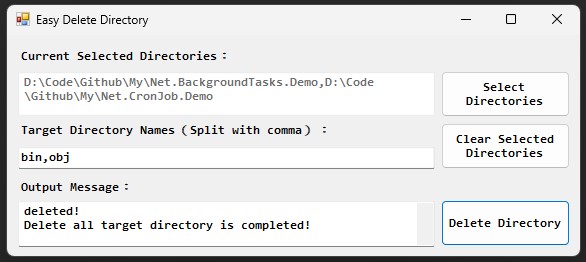 Easy Delete Directory
Current Selected Directories：
D:\Code\Github\My\Net.BackgroundTasks.Demo,D:\Code
\Github\My\Net.CronJob.Demo
Select
Directories
Target Directory Names（Split with comma）：
Clear Selected
Directories
bin,obj
Output Message：
deleted!
Delete all target directory is completed!
Delete Directory